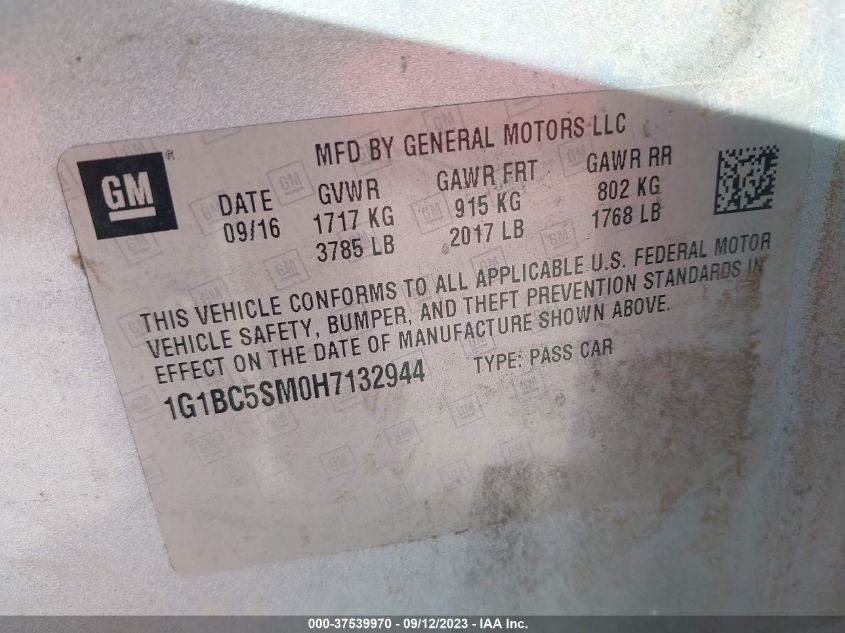 GM ®
MFD BY GENERAL MOTORS LLC
DATE GVWR GAWR FRT GAWR RR
09/16 1717 KG 915 KG 802 KG
3785 LB 2017 LB 1768 LB
THIS VEHICLE CONFORMS TO ALL APPLICABLE U.S. FEDERAL MOTOR
VEHICLE SAFETY, BUMPER, AND THEFT PREVENTION STANDARDS IN
EFFECT ON THE DATE OF MANUFACTURE SHOWN ABOVE.
1G1BC5SM0H7132944 TYPE: PASS CAR
000-37539970 - 09/12/2023 - IAA Inc.